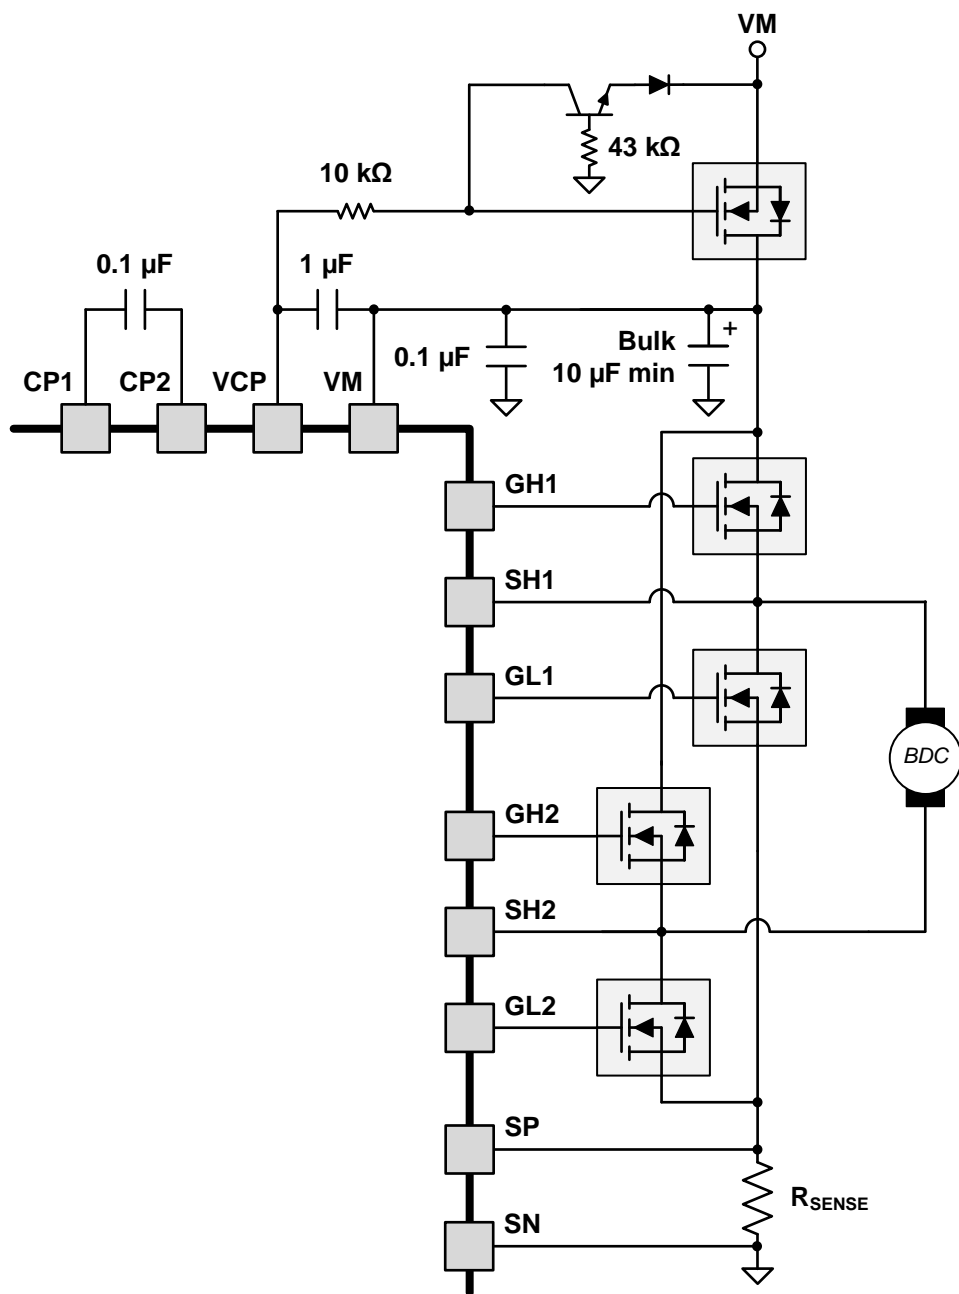 VM
43 kΩ
10 kΩ
0.1 µF
1 µF
+
Bulk
10 µF min
0.1 µF
CP1
CP2
VCP
VM
GH1
SH1
GL1
BDC
GH2
SH2
GL2
SP
RSENSE
SN